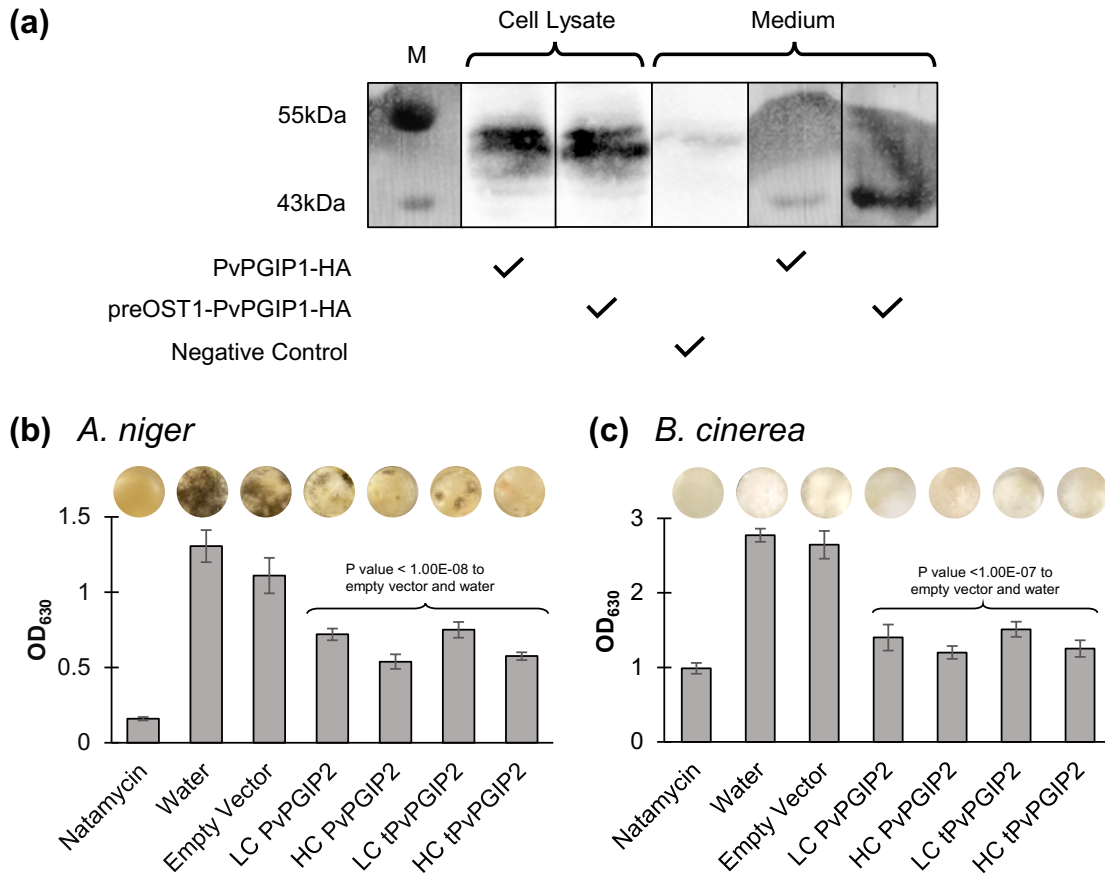 (a)
Cell Lysate
Medium
M
55kDa
43kDa
PvPGIP1-HA
preOST1-PvPGIP1-HA
Negative Control
(b) A. niger
1.5
1
0.5
0
OD630
P value < 1.00E-08 to
empty vector and water
Natamycin
Water
Empty Vector
LC PvPGIP2
HC PvPGIP2
LC tPvPGIP2
HC tPvPGIP2
(c) B. cinerea
3
2
1
0
OD630
P value <1.00E-07 to
empty vector and water
Natamycin
Water
Empty Vector
LC PvPGIP2
HC PvPGIP2
LC tPvPGIP2
HC tPvPGIP2